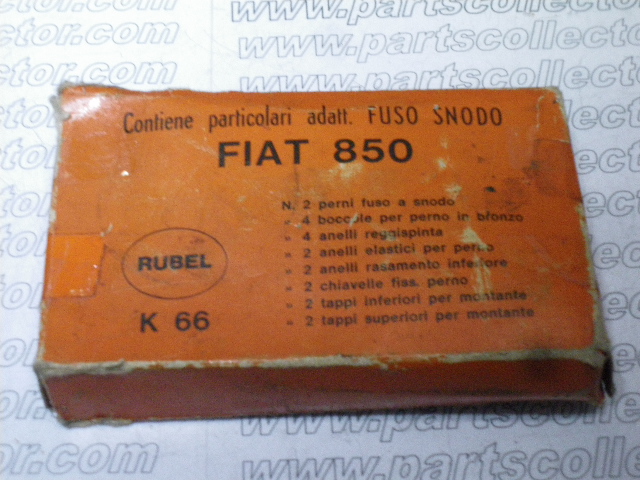 Contiene particolari adatt. FUSO SNODO
FIAT 850
N. 2 perni fuso a snodo
" 4 boccole per perno in bronzo
" 4 anelli reggispinta
" 2 anelli elastici per perno
" 2 anelli rasamento inferiore
" 2 chiavelle fiss. perno
" 2 tappi inferiori per montante
" 2 tappi superiori per montante
RUBEL
K 66
www.partscollector.com